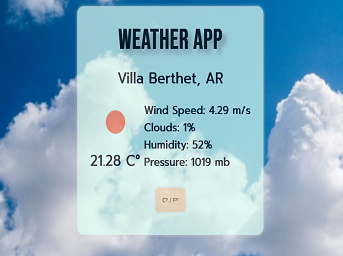 WEATHER APP
Villa Berthet, AR
Wind Speed: 4.29 m/s
Clouds: 1%
Humidity: 52%
21.28 C° Pressure: 1019 mb
C° / F°